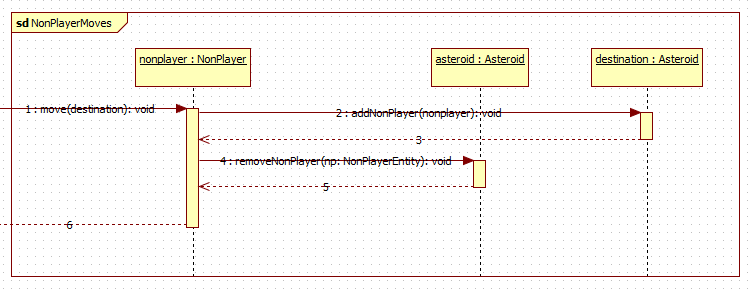 sd NonPlayerMoves
nonplayer : NonPlayer
asteroid : Asteroid
destination : Asteroid
1 : move(destination): void
2 : addNonPlayer(nonplayer): void
3
4 : removeNonPlayer(np: NonPlayerEntity): void
5
6